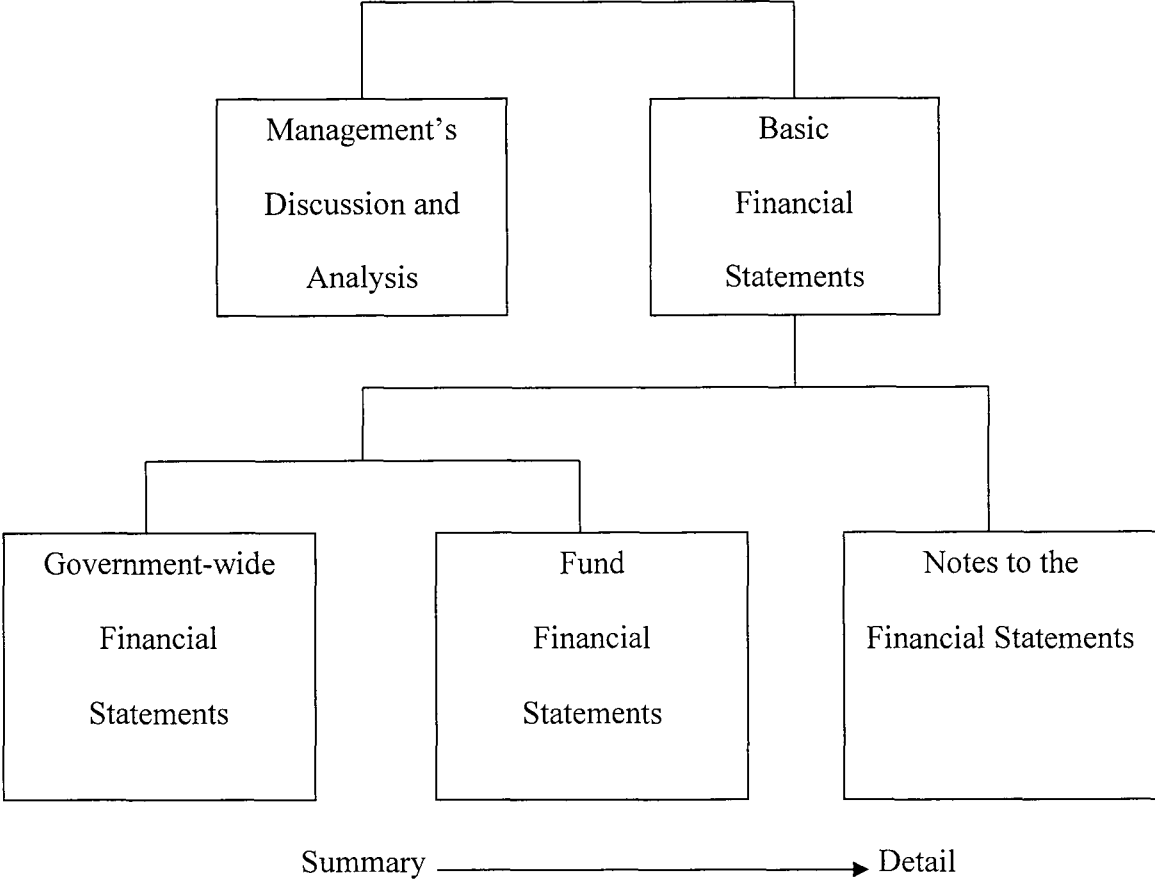 Management’s
Discussion and
Analysis
Basic
Financial
Statements
Government-wide
Financial
Statements
Fund
Financial
Statements
Notes to the
Financial Statements
Summary
Detail